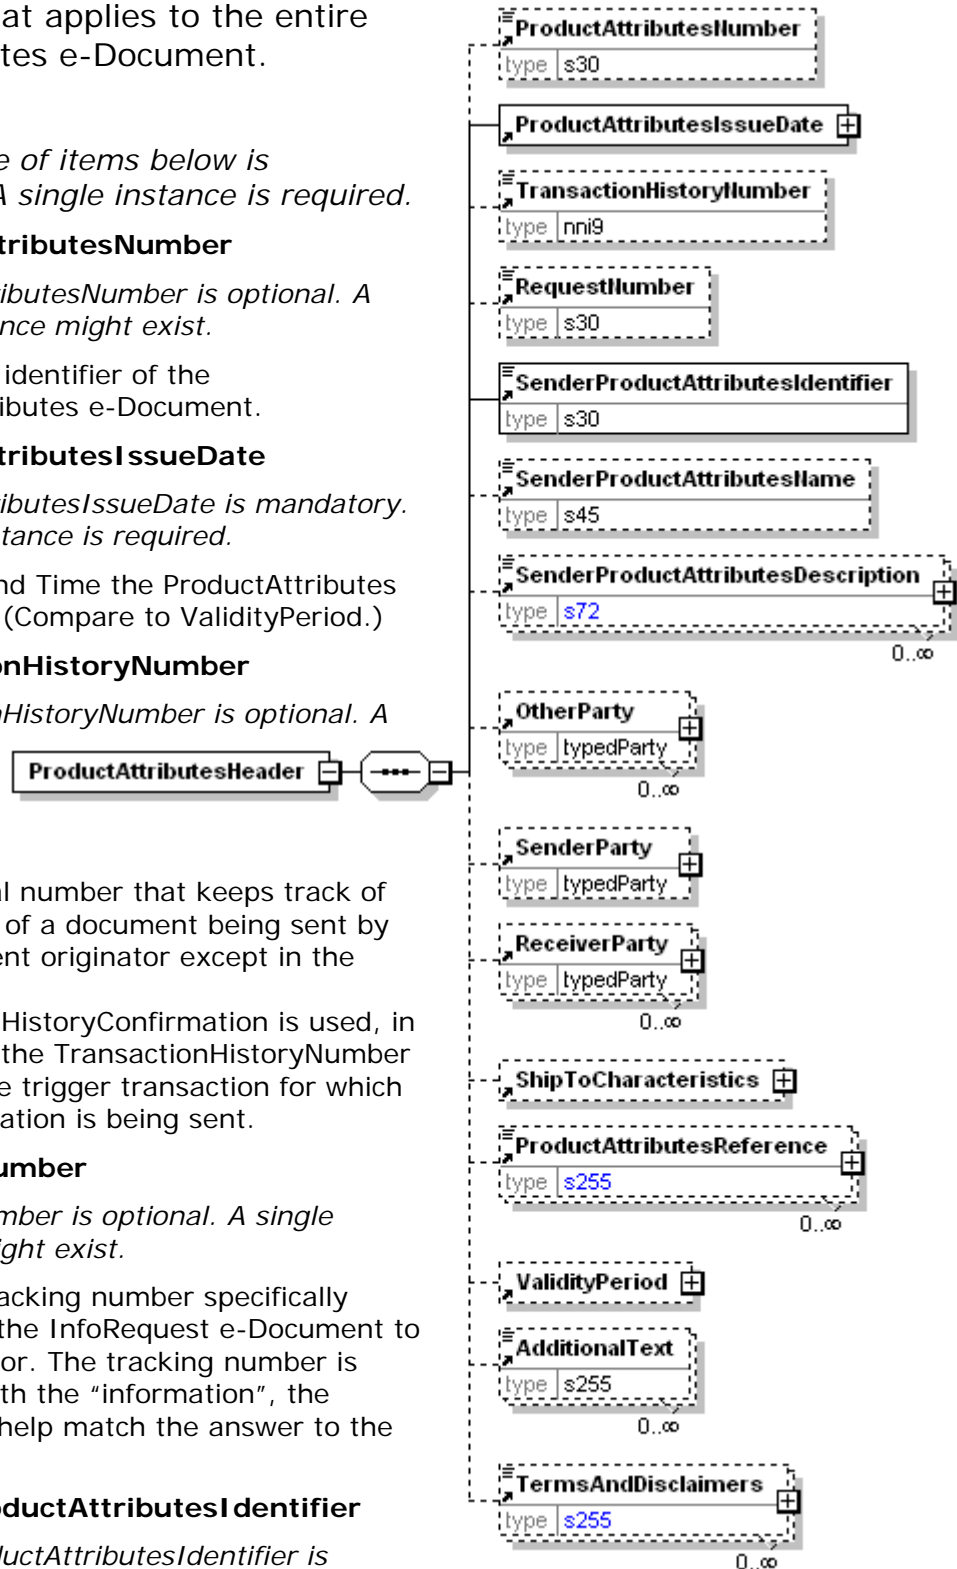 at applies to the entire
tes e-Document.
e of items below is
A single instance is required.
tributesNumber
ributesNumber is optional. A
nce might exist.
identifier of the
ributes e-Document.
tributesIssueDate
ributesIssueDate is mandatory.
tance is required.
nd Time the ProductAttributes
(Compare to ValidityPeriod.)
onHistoryNumber
nHistoryNumber is optional. A
ProductAttributesHeader
al number that keeps track of
of a document being sent by
ent originator except in the
HistoryConfirmation is used, in
the TransactionHistoryNumber
e trigger transaction for which
ation is being sent.
umber
mber is optional. A single
ight exist.
acking number specifically
the InfoRequest e-Document to
or. The tracking number is
th the “information”, the
help match the answer to the
oductAttributesIdentifier
ductAttributesIdentifier is
ProductAttributesNumber
type s30
ProductAttributesIssueDate
TransactionHistoryNumber
type nni9
RequestNumber
type s30
SenderProductAttributesIdentifier
type s30
SenderProductAttributesName
type s45
SenderProductAttributesDescription
type s72
0..∞
OtherParty
type typedParty
0..∞
SenderParty
type typedParty
ReceiverParty
type typedParty
0..∞
ShipToCharacteristics
ProductAttributesReference
type s255
0..∞
ValidityPeriod
AdditionalText
type s255
0..∞
TermsAndDisclaimers
type s255
0..∞